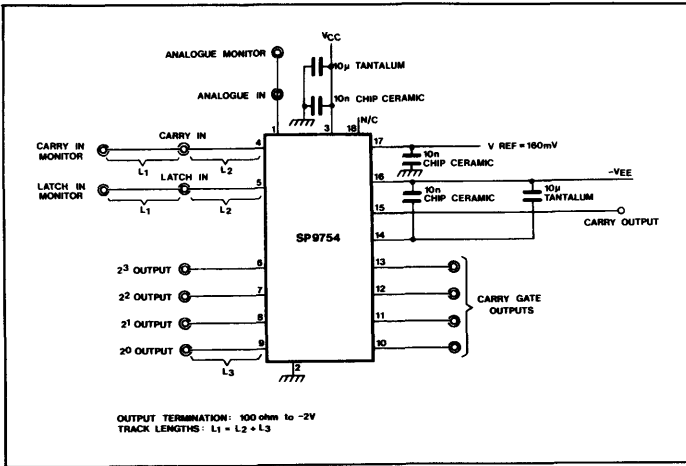 VCC
ANALOGUE MONITOR
10μ TANTALUM
ANALOGUE IN
10n CHIP CERAMIC
N/C
1
3
18
CARRY IN MONITOR
CARRY IN
4
17
V REF = 160mV
L1
L2
10n CHIP CERAMIC
16
-VEE
LATCH IN MONITOR
LATCH IN
5
L1
L2
10n CHIP CERAMIC
10μ TANTALUM
15
CARRY OUTPUT
SP9754
14
2³ OUTPUT
6
13
2² OUTPUT
7
12
CARRY GATE OUTPUTS
2¹ OUTPUT
8
11
2⁰ OUTPUT
9
10
L3
2
OUTPUT TERMINATION: 100 ohm to -2V
TRACK LENGTHS: L1 = L2 + L3